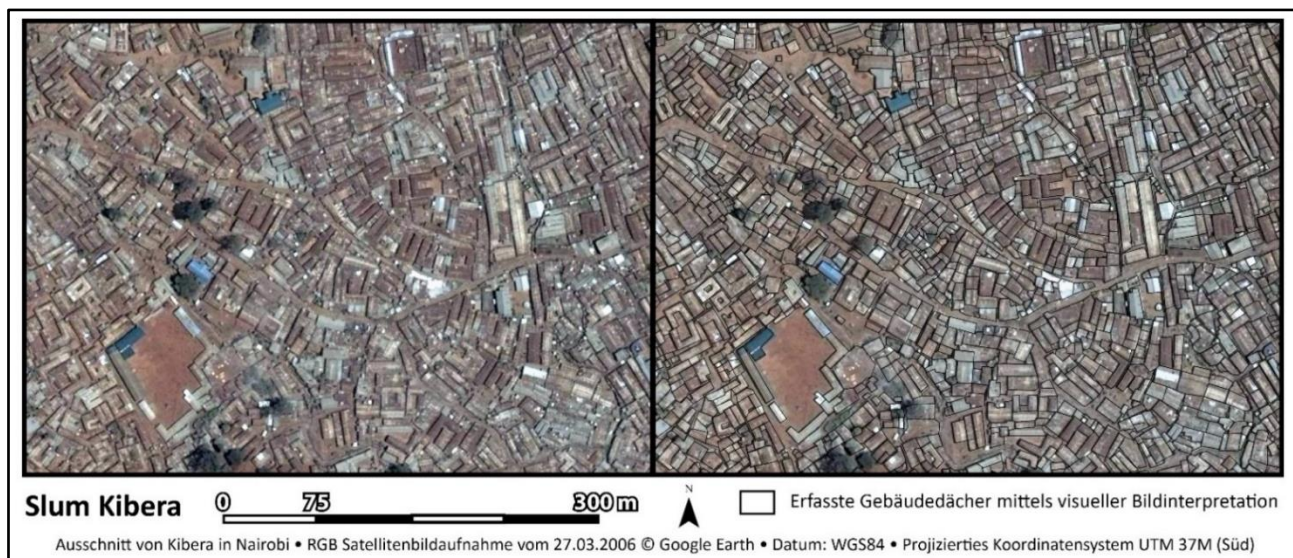 Slum Kibera
0 75 300 m
N
Erfasste Gebäudedächer mittels visueller Bildinterpretation
Ausschnitt von Kibera in Nairobi • RGB Satellitenbildaufnahme vom 27.03.2006 © Google Earth • Datum: WGS84 • Projiziertes Koordinatensystem UTM 37M (Süd)